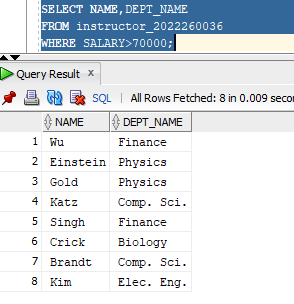 SELECT NAME,DEPT_NAME
FROM instructor_2022260036
WHERE SALARY>70000;
Query Result x
SQL | All Rows Fetched: 8 in 0.009 secon
NAME DEPT_NAME
1 Wu Finance
2 Einstein Physics
3 Gold Physics
4 Katz Comp. Sci.
5 Singh Finance
6 Crick Biology
7 Brandt Comp. Sci.
8 Kim Elec. Eng.